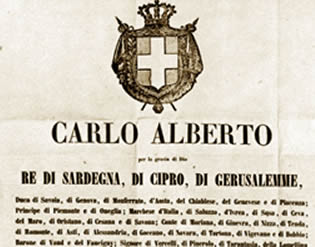 CARLO ALBERTO
per la grazia di Dio
RE DI SARDEGNA, DI CIPRO, DI GERUSALEMME,
Duca di Savoia, di Genova, di Monferrato, d'Aosta, del Chiablese, del Genevese e di Piacenza;
Principe di Piemonte e di Oneglia; Marchese d'Italia, di Saluzzo, d'Ivrea, di Susa, di Ceva,
del Maro, di Oristano, di Cesana e di Savona; Conte di Moriana, di Ginevra, di Nizza, di Tenda,
di Romonte, di Asti, di Alessandria, di Goceano, di Novara, di Tortona, di Vigevano e di Bobbio;
Barone di Vaud e del Faucigny; Signore di Vercelli, di Pinerolo, di Tarantasia, della Lomellina